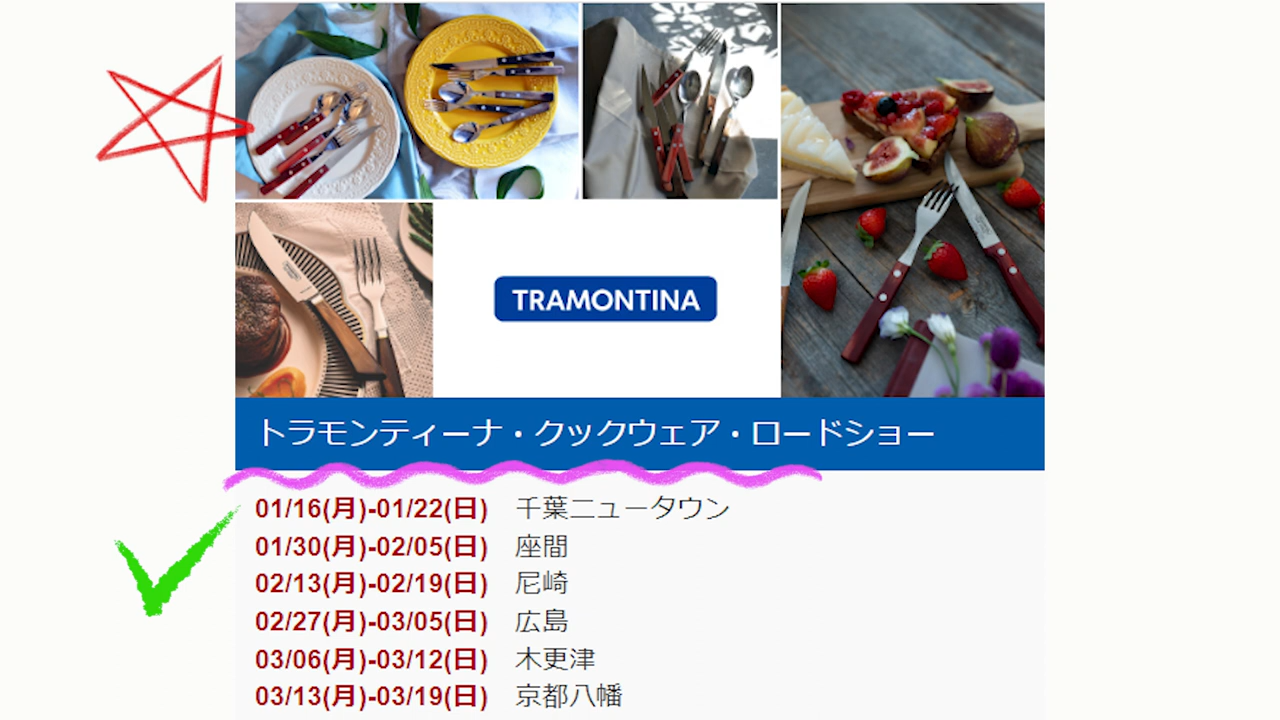 TRAMONTINA
トラモンティーナ・クックウェア・ロードショー
01/16(月)-01/22(日) 千葉ニュータウン
01/30(月)-02/05(日) 座間
02/13(月)-02/19(日) 尼崎
02/27(月)-03/05(日) 広島
03/06(月)-03/12(日) 木更津
03/13(月)-03/19(日) 京都八幡